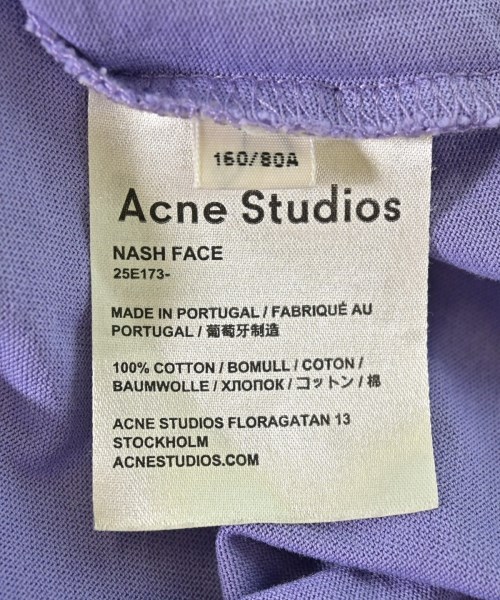 160/80A
Acne Studios
NASH FACE
25E173-
MADE IN PORTUGAL / FABRIQUÉ AU
PORTUGAL / 葡萄牙制造
100% COTTON / BOMULL / COTON /
BAUMWOLLE / ХЛОПОК / コットン / 棉
ACNE STUDIOS FLORAGATAN 13
STOCKHOLM
ACNESTUDIOS.COM